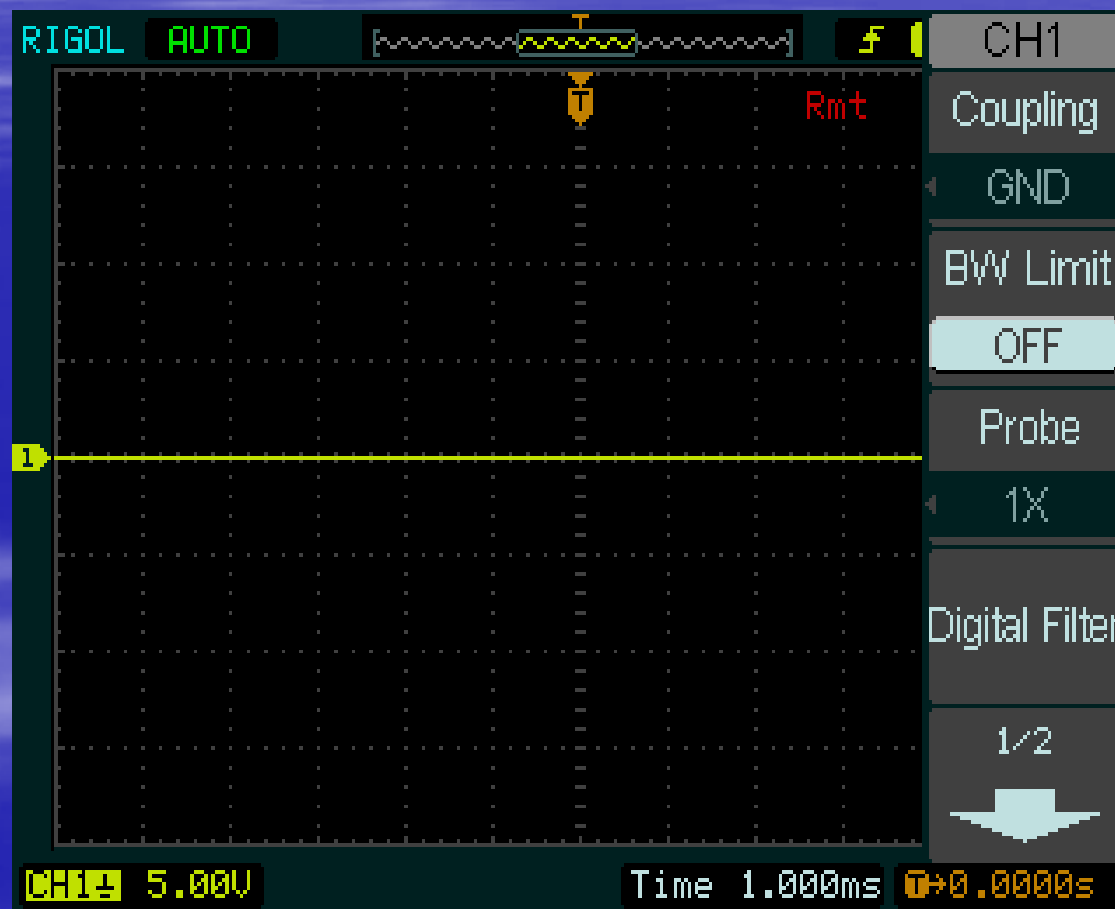 RIGOL AUTO
T
Rmt
CH1
Coupling
GND
BW Limit
OFF
Probe
1X
Digital Filter
1/2
1
CH1 5.00V Time 1.000ms T→0.0000s